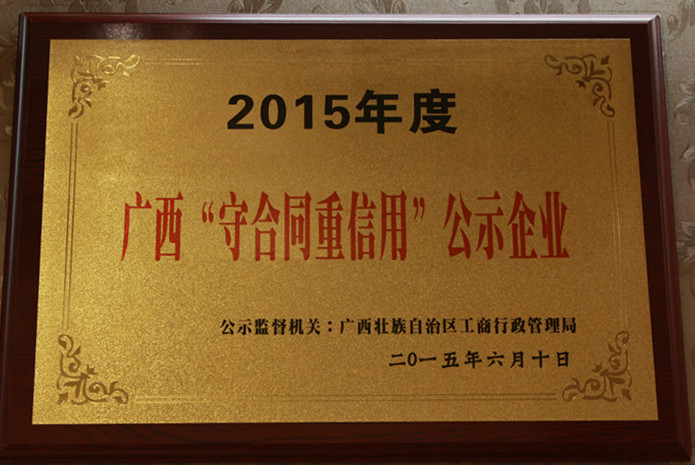 2015年度
广西“守合同重信用”公示企业
公示监督机关：广西壮族自治区工商行政管理局
二0一五年六月十日